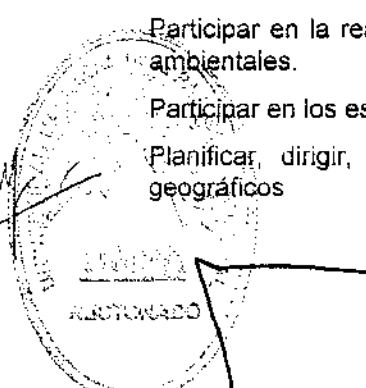 Participar en la rea
ambientales.
Participar en los es
Planificar, dirigir,
geográficos
RECTORADO